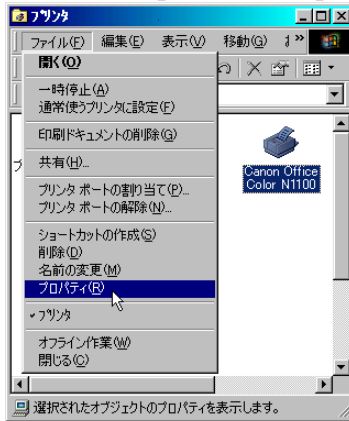 プリンタ
ファイル(F) 編集(E) 表示(V) 移動(G)
開く(O)
一時停止(A)
通常使うプリンタに設定(F)
印刷ドキュメントの削除(G)
共有(H)...
プリンタ ポートの割り当て(P)...
プリンタ ポートの解除(N)...
ショートカットの作成(S)
削除(D)
名前の変更(M)
プロパティ(R)
プリンタ
オフライン作業(W)
閉じる(C)
Canon Office
Color N1100
選択されたオブジェクトのプロパティを表示します。